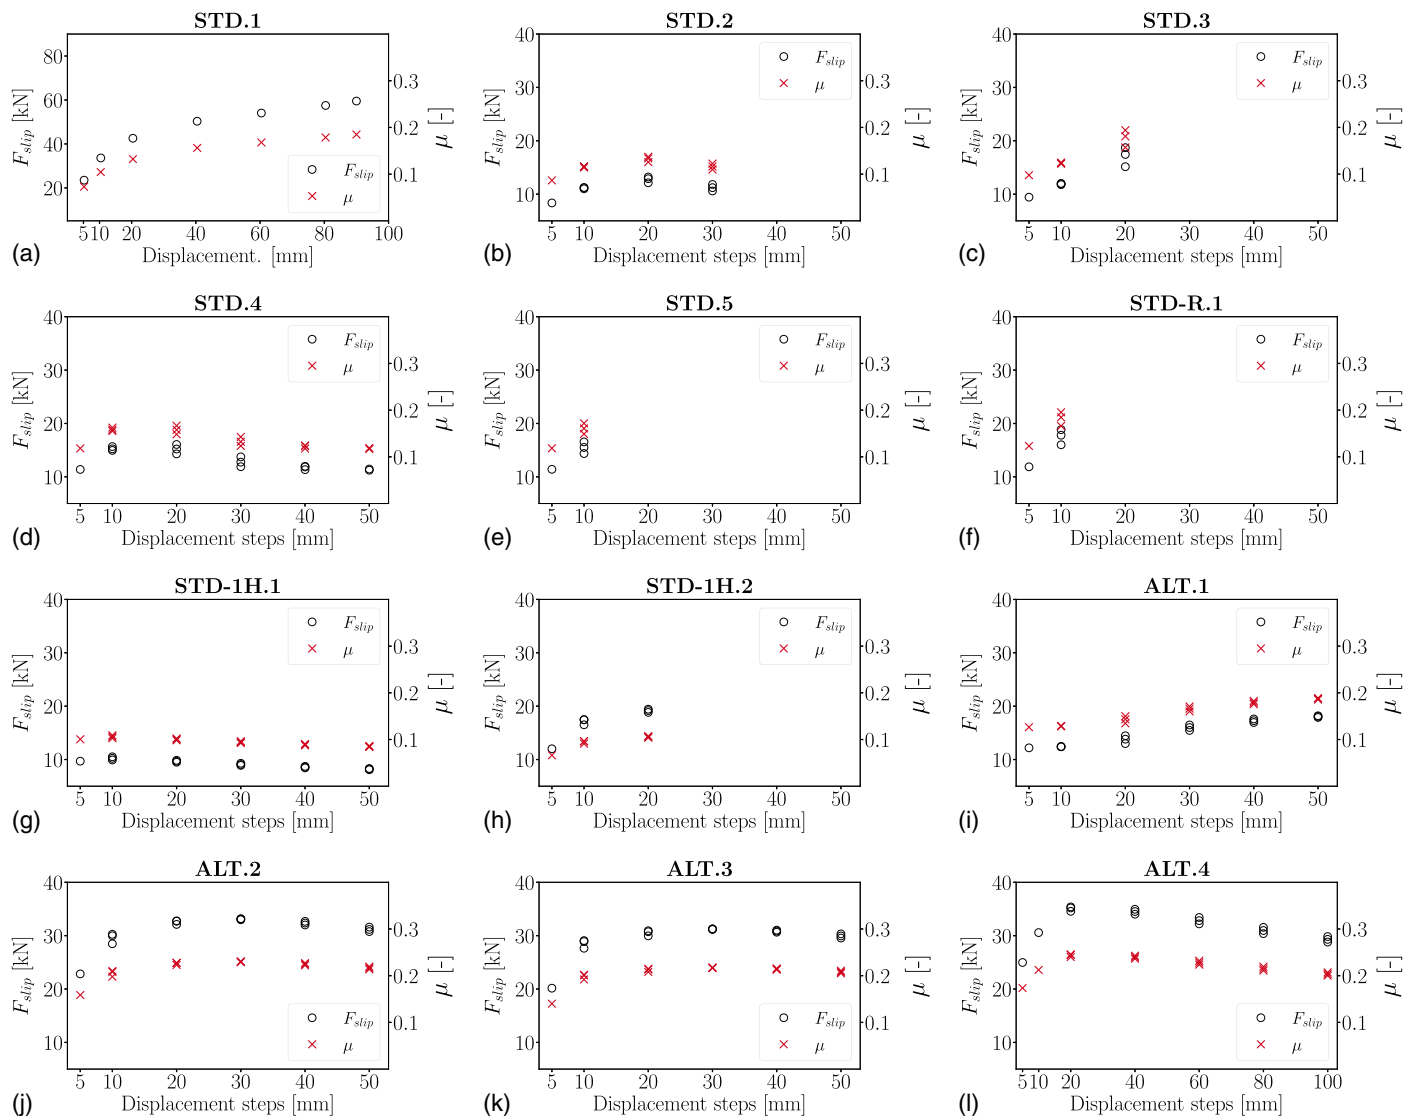 STD.1
80
60
40
20
F_slip [kN]
0.3
0.2
0.1
μ [-]
F_slip
μ
5 10 20 40 60 80 100
(a) Displacement. [mm]
STD.2
40
30
20
10
F_slip [kN]
0.3
0.2
0.1
μ [-]
F_slip
μ
5 10 20 30 40 50
(b) Displacement steps [mm]
STD.3
40
30
20
10
F_slip [kN]
0.3
0.2
0.1
μ [-]
F_slip
μ
5 10 20 30 40 50
(c) Displacement steps [mm]
STD.4
40
30
20
10
F_slip [kN]
0.3
0.2
0.1
μ [-]
F_slip
μ
5 10 20 30 40 50
(d) Displacement steps [mm]
STD.5
40
30
20
10
F_slip [kN]
0.3
0.2
0.1
μ [-]
F_slip
μ
5 10 20 30 40 50
(e) Displacement steps [mm]
STD-R.1
40
30
20
10
F_slip [kN]
0.3
0.2
0.1
μ [-]
F_slip
μ
5 10 20 30 40 50
(f) Displacement steps [mm]
STD-1H.1
40
30
20
10
F_slip [kN]
0.3
0.2
0.1
μ [-]
F_slip
μ
5 10 20 30 40 50
(g) Displacement steps [mm]
STD-1H.2
40
30
20
10
F_slip [kN]
0.3
0.2
0.1
μ [-]
F_slip
μ
5 10 20 30 40 50
(h) Displacement steps [mm]
ALT.1
40
30
20
10
F_slip [kN]
0.3
0.2
0.1
μ [-]
F_slip
μ
5 10 20 30 40 50
(i) Displacement steps [mm]
ALT.2
40
30
20
10
F_slip [kN]
0.3
0.2
0.1
μ [-]
F_slip
μ
5 10 20 30 40 50
(j) Displacement steps [mm]
ALT.3
40
30
20
10
F_slip [kN]
0.3
0.2
0.1
μ [-]
F_slip
μ
5 10 20 30 40 50
(k) Displacement steps [mm]
ALT.4
40
30
20
10
F_slip [kN]
0.3
0.2
0.1
μ [-]
F_slip
μ
5 10 20 40 60 80 100
(l) Displacement steps [mm]